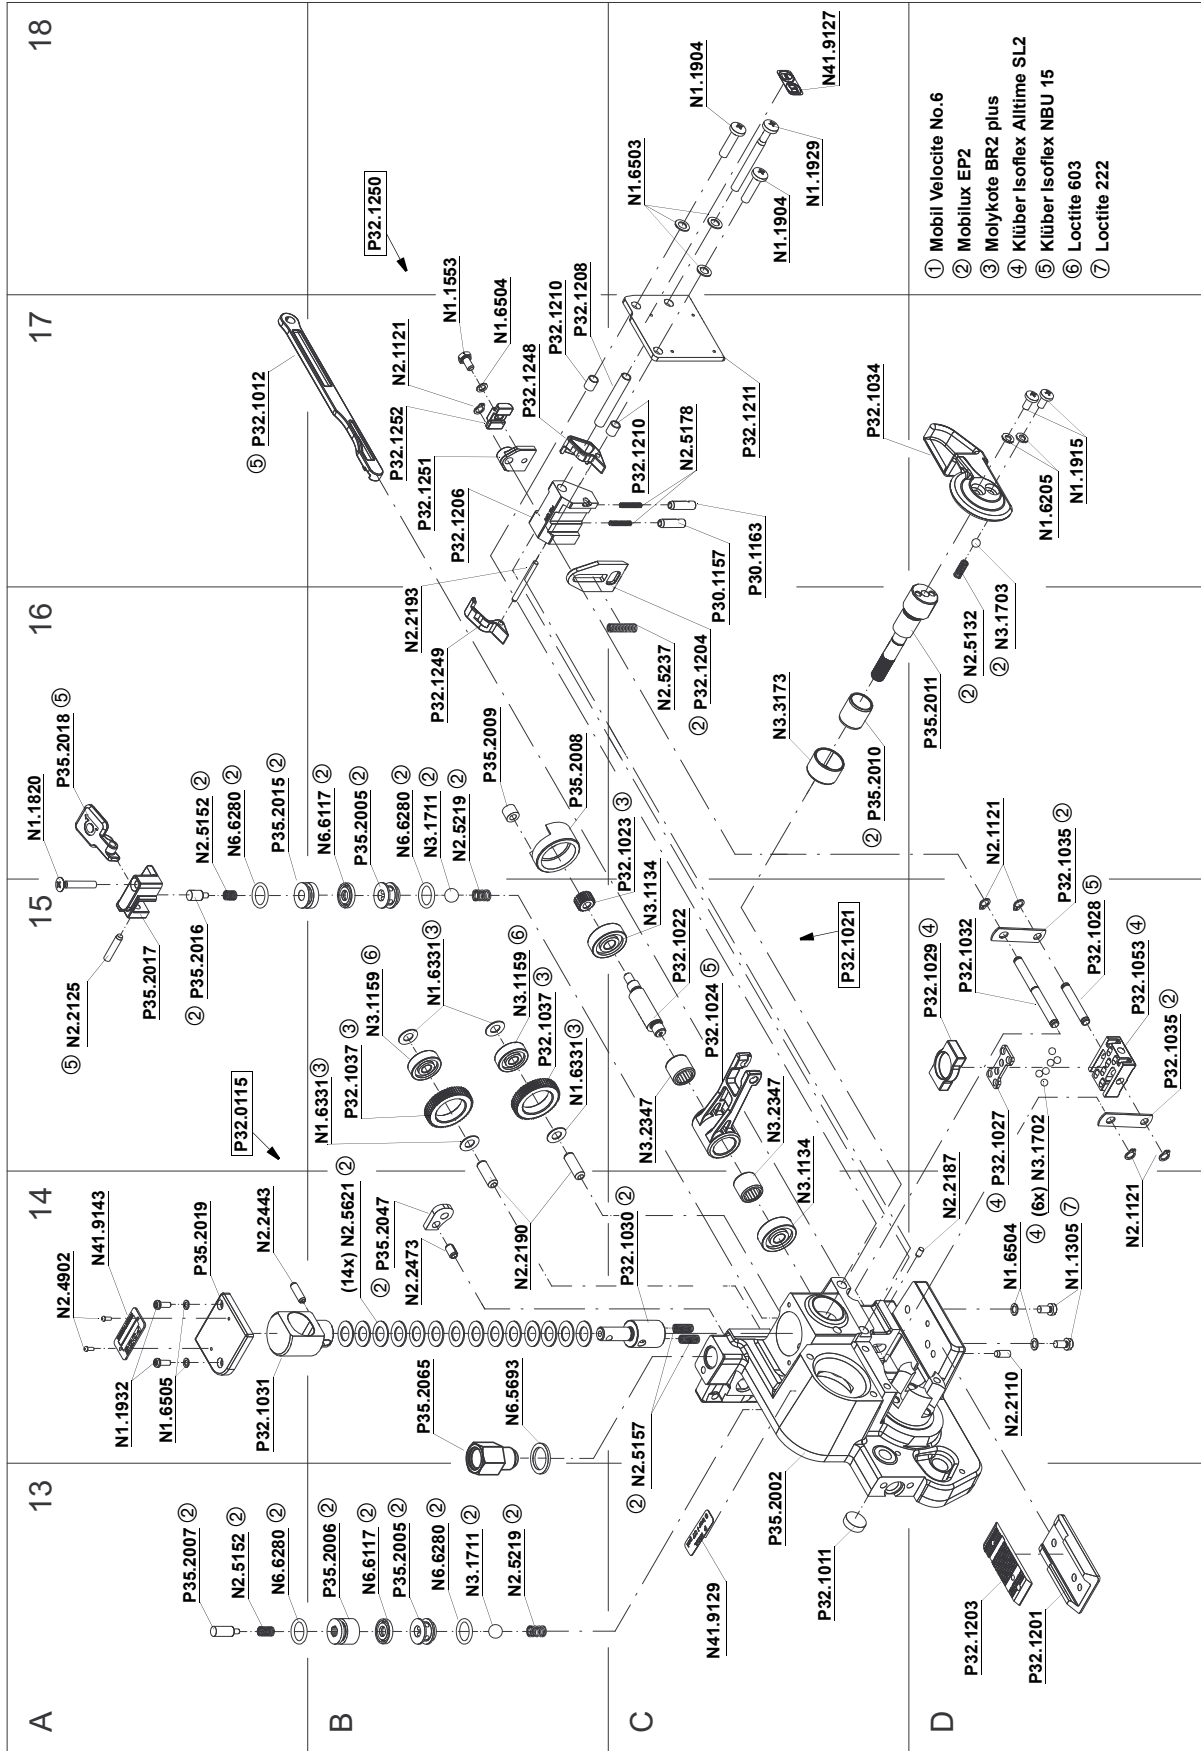 A
B
C
D
13
14
15
16
17
18
P35.2007 ②
N2.5152 ②
N6.6280 ②
P35.2006 ②
N6.6117 ②
P35.2005 ②
N6.6280 ②
N3.1711 ②
N2.5219 ②
N41.9129
P32.1011
P32.1203
P32.1201
P35.2002
N2.4902
N41.9143
N1.1932
N1.6505
P35.2019
P32.1031
N2.2443
(14x) N2.5621 ②
② P35.2047
N2.2473
P35.2065
N6.5693
N2.2190
P32.1030 ②
② N2.5157
N2.2110
N2.2187
N1.6504
N1.1305 ⑦
P32.0115
⑤ N2.2125
P35.2017
② P35.2016
N1.1820
P35.2018 ⑤
N2.5152 ②
N6.6280 ②
P35.2015 ②
N6.6117 ②
P35.2005 ②
N6.6280 ②
N3.1711 ②
N2.5219 ②
N1.6331 ③
P32.1037 ③
N3.1159 ⑥
N1.6331 ③
N3.1159 ⑥
P32.1037 ③
N1.6331 ③
P35.2009
P35.2008
P32.1023 ③
N3.1134
P32.1022
P32.1024 ⑤
N3.2347
N3.2347
N3.1134
P32.1021
P32.1029 ④
P32.1032
N2.1121
P32.1035 ②
P32.1028 ⑤
P32.1053 ④
P32.1035 ②
④ P32.1027
④ (6x) N3.1702
N2.1121
⑤ P32.1012
P32.1250
N1.1553
N1.6504
N2.1121
P32.1252
P32.1251
P32.1206
P32.1248
P32.1210
P32.1208
N2.2193
P32.1249
N2.5237
② P32.1204
P30.1157
P30.1163
N2.5178
P32.1210
P32.1211
N1.6503
N1.1904
N41.9127
N1.1929
N1.1904
N3.3173
② P35.2010
P35.2011
② N2.5132
② N3.1703
P32.1034
N1.6205
N1.1915
① Mobil Velocite No.6
② Mobilux EP2
③ Molykote BR2 plus
④ Klüber Isoflex Alltime SL2
⑤ Klüber Isoflex NBU 15
⑥ Loctite 603
⑦ Loctite 222